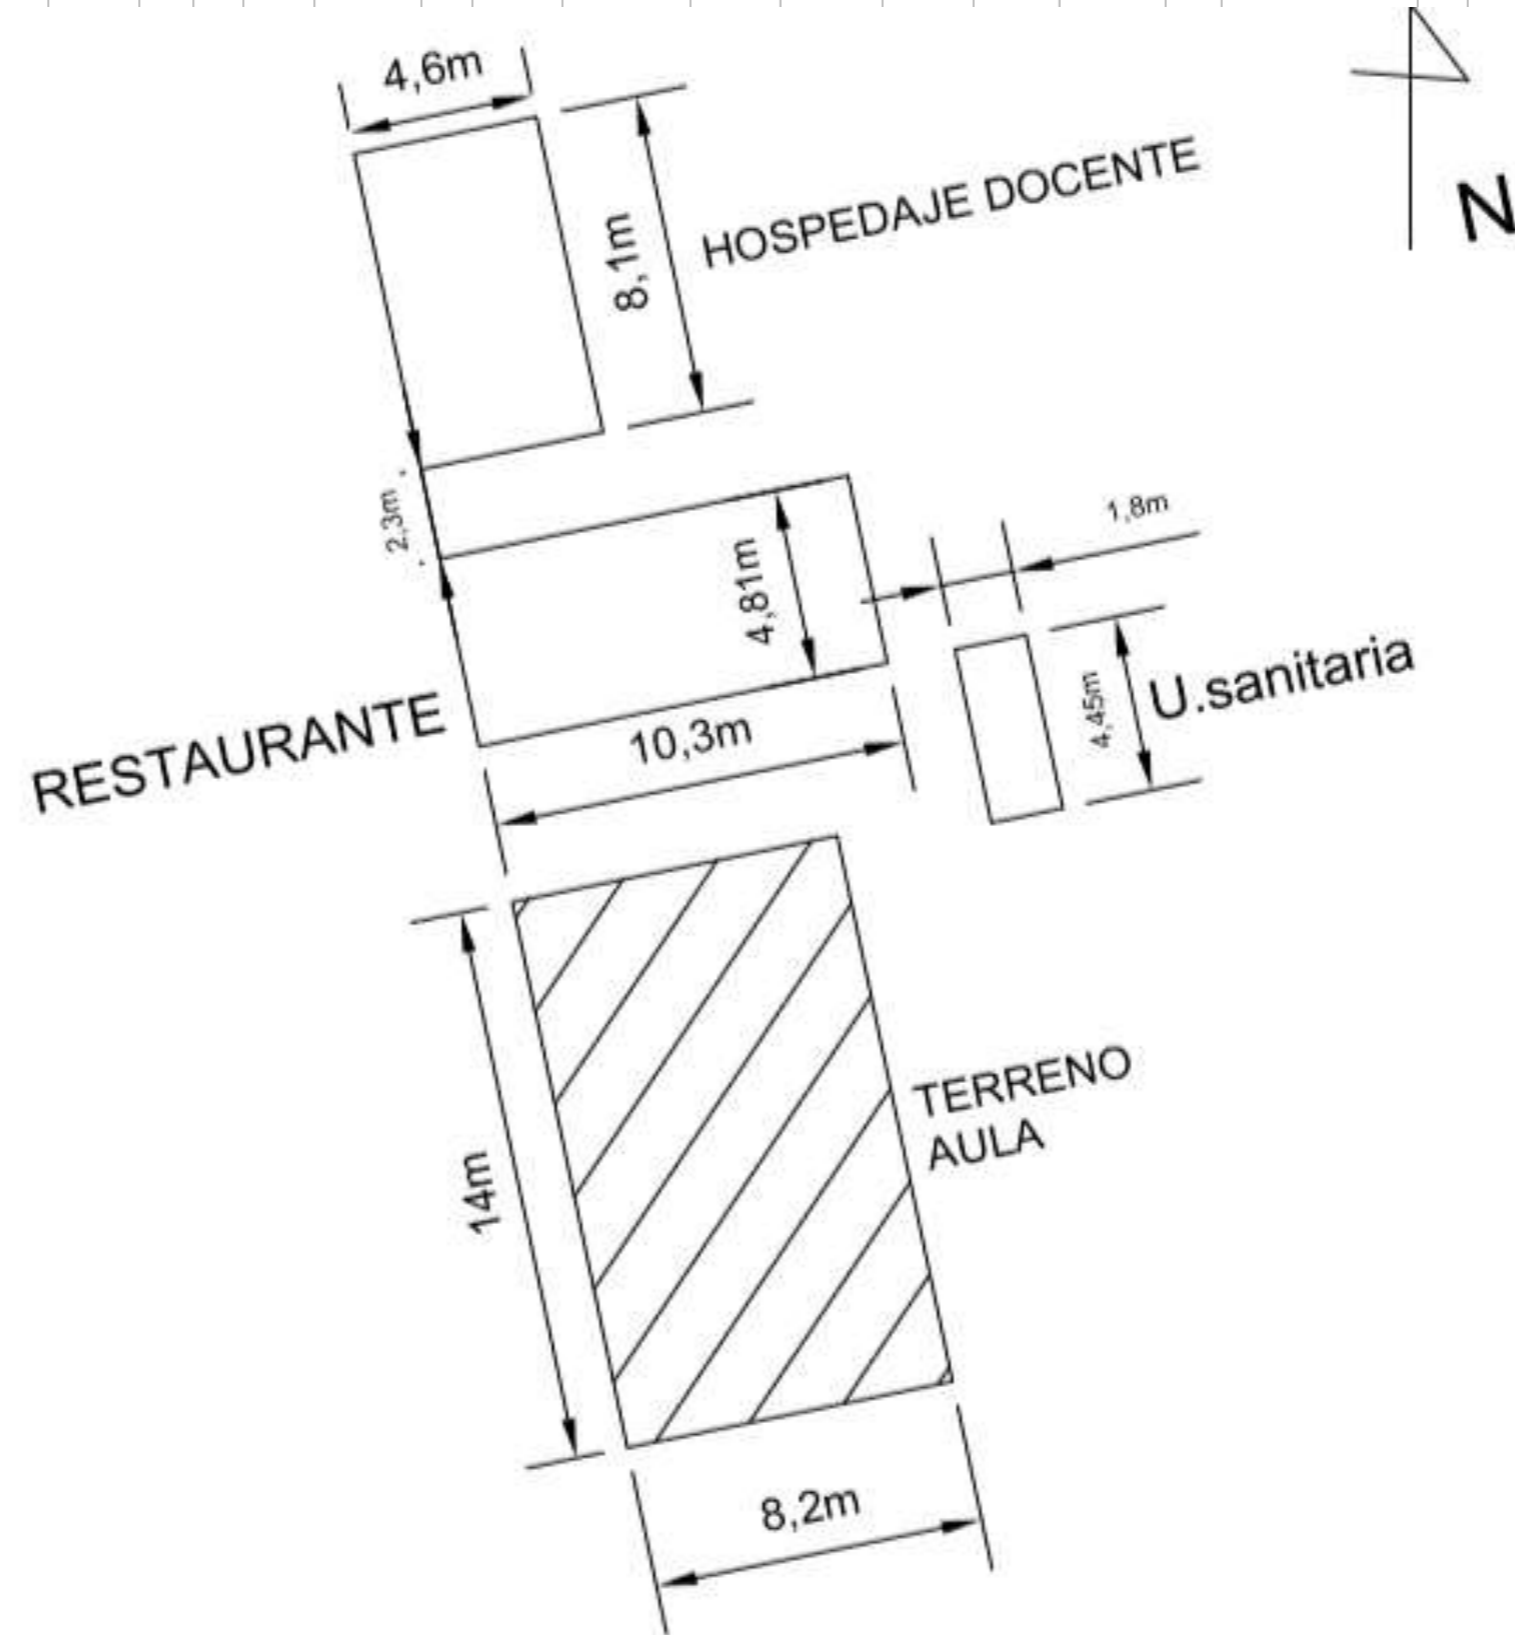 4,6m
8,1m
HOSPEDAJE DOCENTE
N
2,3m
4,81m
1,8m
4,45m
U.sanitaria
RESTAURANTE
10,3m
14m
TERRENO
AULA
8,2m